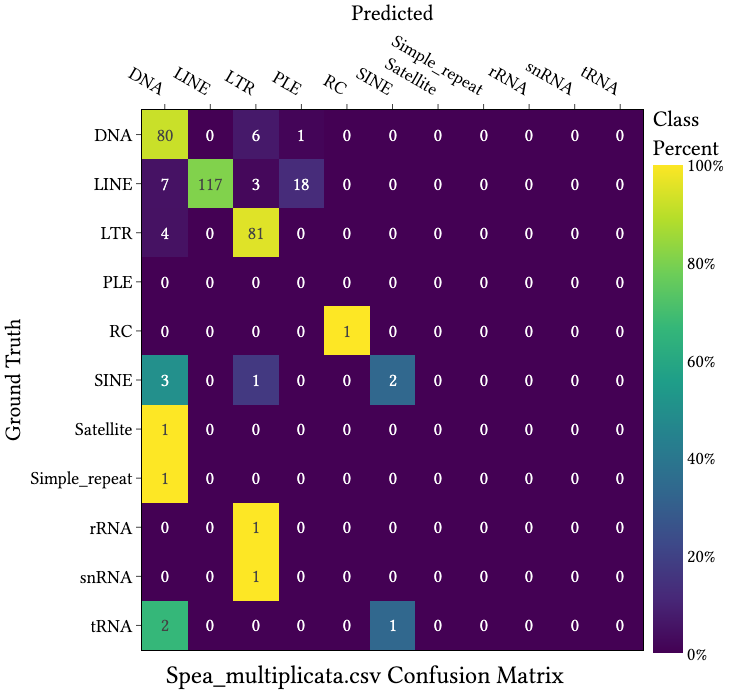 Predicted
DNA LINE LTR PLE RC SINE Satellite Simple_repeat rRNA snRNA tRNA
Class
Percent
DNA 80 0 6 1 0 0 0 0 0 0 0
LINE 7 117 3 18 0 0 0 0 0 0 0
LTR 4 0 81 0 0 0 0 0 0 0 0
PLE 0 0 0 0 0 0 0 0 0 0 0
RC 0 0 0 0 1 0 0 0 0 0 0
SINE 3 0 1 0 0 2 0 0 0 0 0
Satellite 1 0 0 0 0 0 0 0 0 0 0
Simple_repeat 1 0 0 0 0 0 0 0 0 0 0
rRNA 0 0 1 0 0 0 0 0 0 0 0
snRNA 0 0 1 0 0 0 0 0 0 0 0
tRNA 2 0 0 0 0 1 0 0 0 0 0
100%
80%
60%
40%
20%
0%
Ground Truth
Spea_multiplicata.csv Confusion Matrix